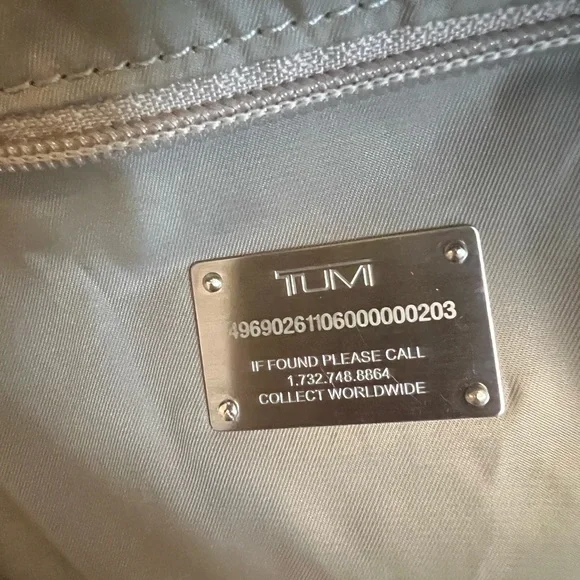 TUMI
49690261106000000203
IF FOUND PLEASE CALL
1.732.748.8864
COLLECT WORLDWIDE